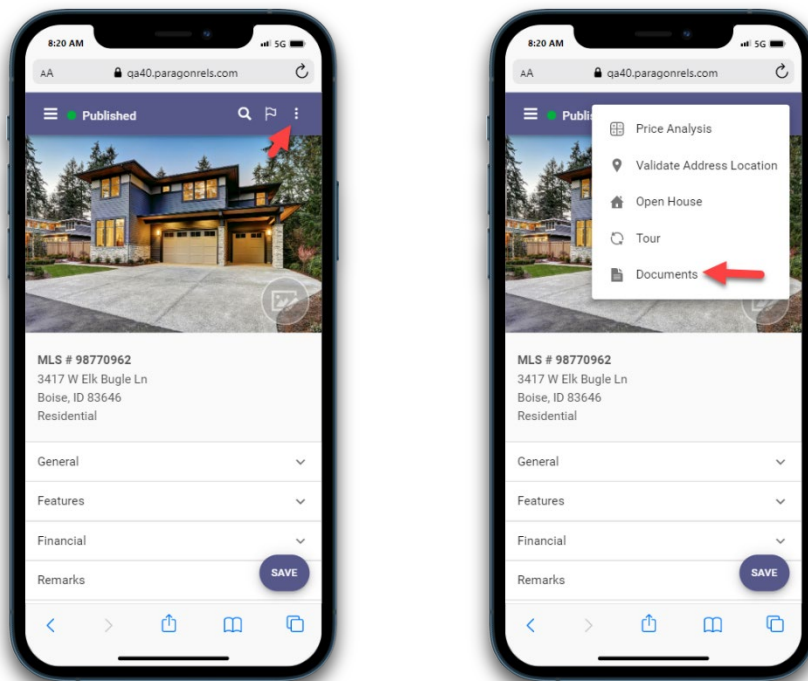 8:20 AM
5G
AA
qa40.paragonrels.com
Published
MLS # 98770962
3417 W Elk Bugle Ln
Boise, ID 83646
Residential
General
Features
Financial
Remarks
SAVE
8:20 AM
5G
AA
qa40.paragonrels.com
Publis
Price Analysis
Validate Address Location
Open House
Tour
Documents
MLS # 98770962
3417 W Elk Bugle Ln
Boise, ID 83646
Residential
General
Features
Financial
Remarks
SAVE